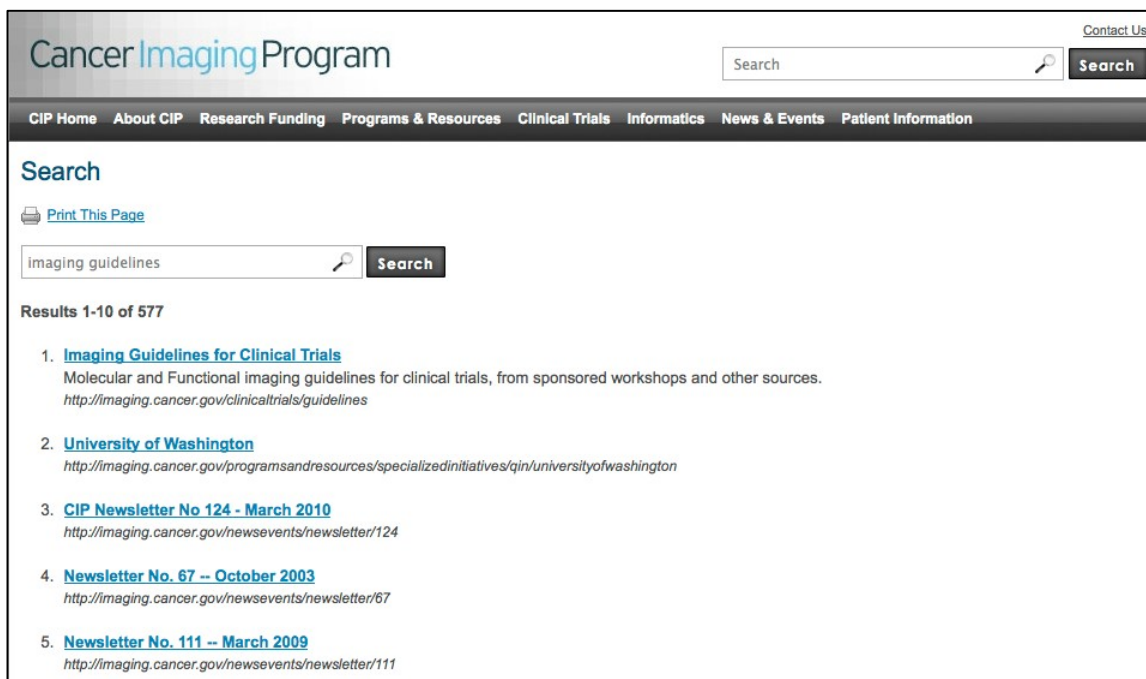 Contact Us
Cancer Imaging Program
Search
Search
CIP Home About CIP Research Funding Programs & Resources Clinical Trials Informatics News & Events Patient Information
Search
Print This Page
imaging guidelines
Search
Results 1-10 of 577
1. Imaging Guidelines for Clinical Trials
Molecular and Functional imaging guidelines for clinical trials, from sponsored workshops and other sources.
http://imaging.cancer.gov/clinicaltrials/guidelines
2. University of Washington
http://imaging.cancer.gov/programsandresources/specializedinitiatives/qin/universityofwashington
3. CIP Newsletter No 124 - March 2010
http://imaging.cancer.gov/newsevents/newsletter/124
4. Newsletter No. 67 -- October 2003
http://imaging.cancer.gov/newsevents/newsletter/67
5. Newsletter No. 111 -- March 2009
http://imaging.cancer.gov/newsevents/newsletter/111